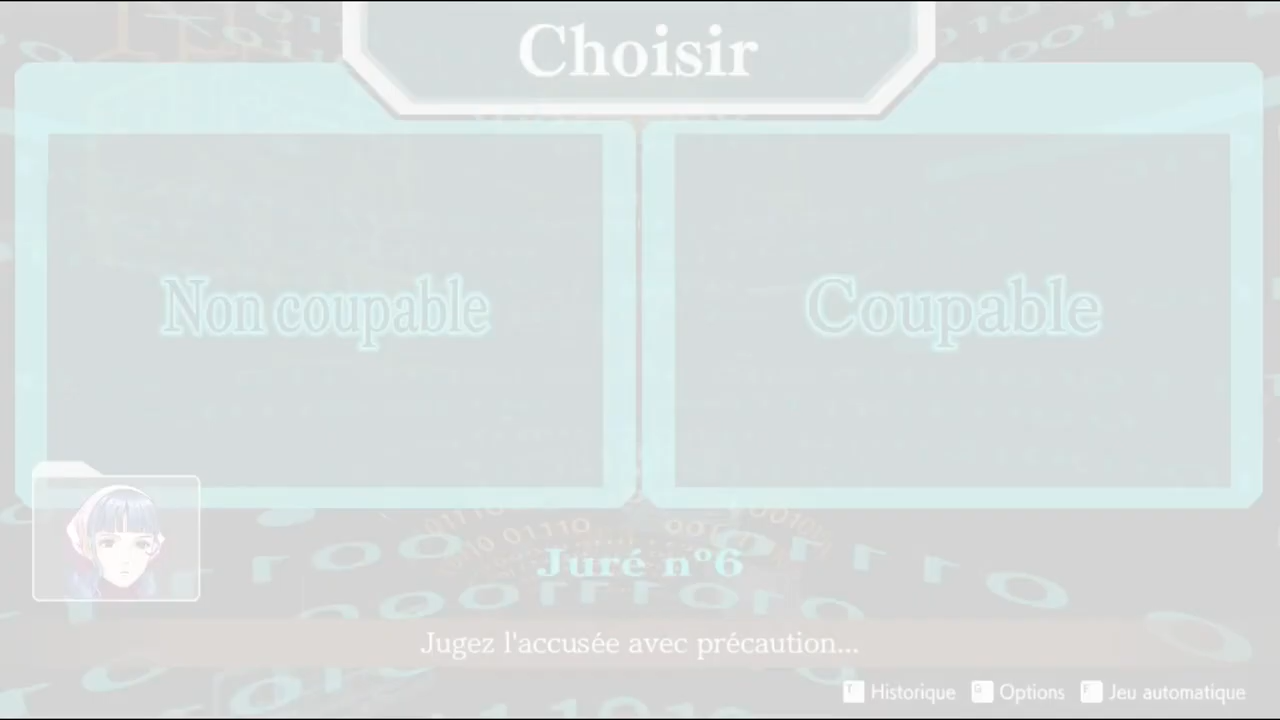 Choisir
Non coupable
Coupable
Juré n°6
Jugez l'accusée avec précaution...
Historique
Options
Jeu automatique